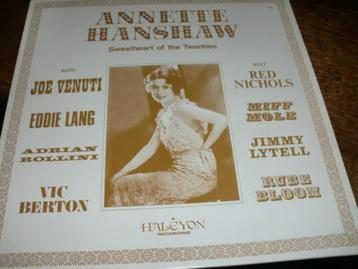 ANNETTE
HANSHAW
Sweetheart of the Twenties
with
JOE VENUTI
EDDIE LANG
ADRIAN
ROLLINI
VIC
BERTON
and
RED
NICHOLS
MIFF
MOLE
JIMMY
LYTELL
RUBE
BLOOM
HALCYON
RECORDING